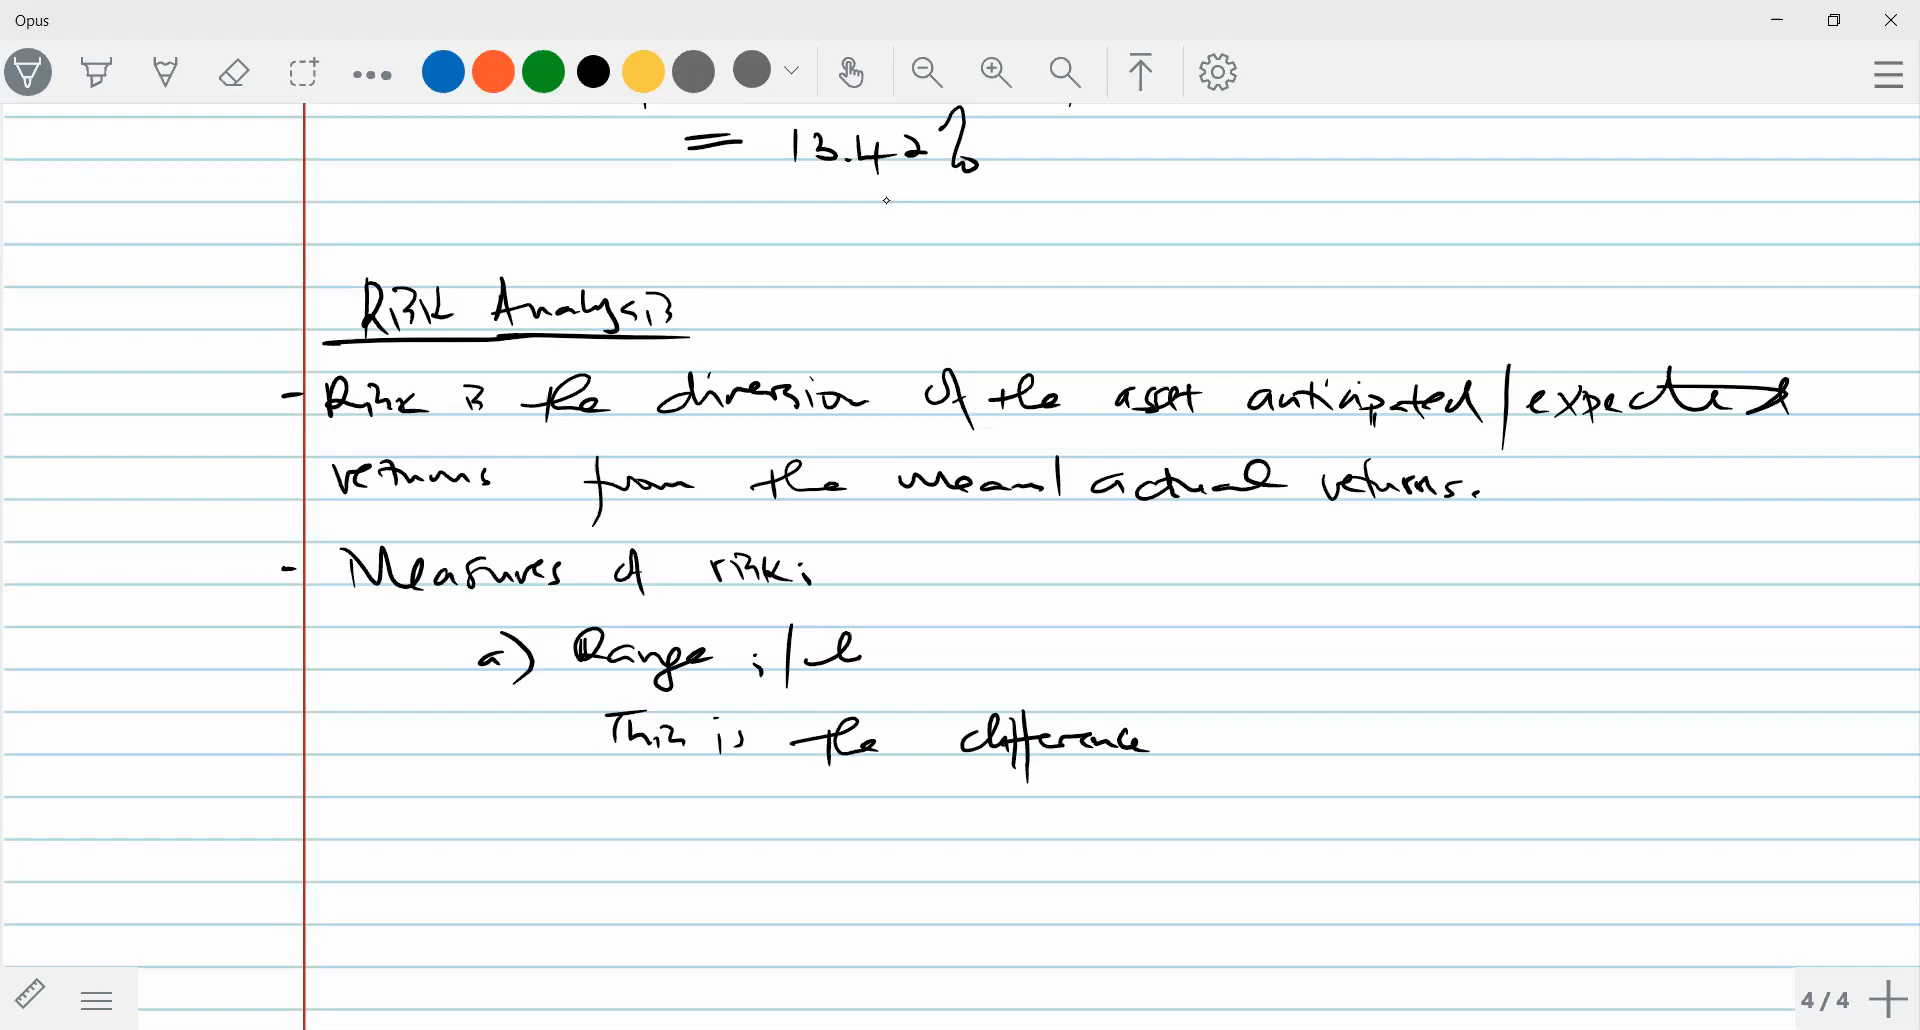 Opus
= 13.42%
Risk Analysis
- Risk is the diversion of the asset anticipated / expected
returns from the mean / actual returns.
- Measures of risk;
a) Range ; /
This is the difference
4 / 4